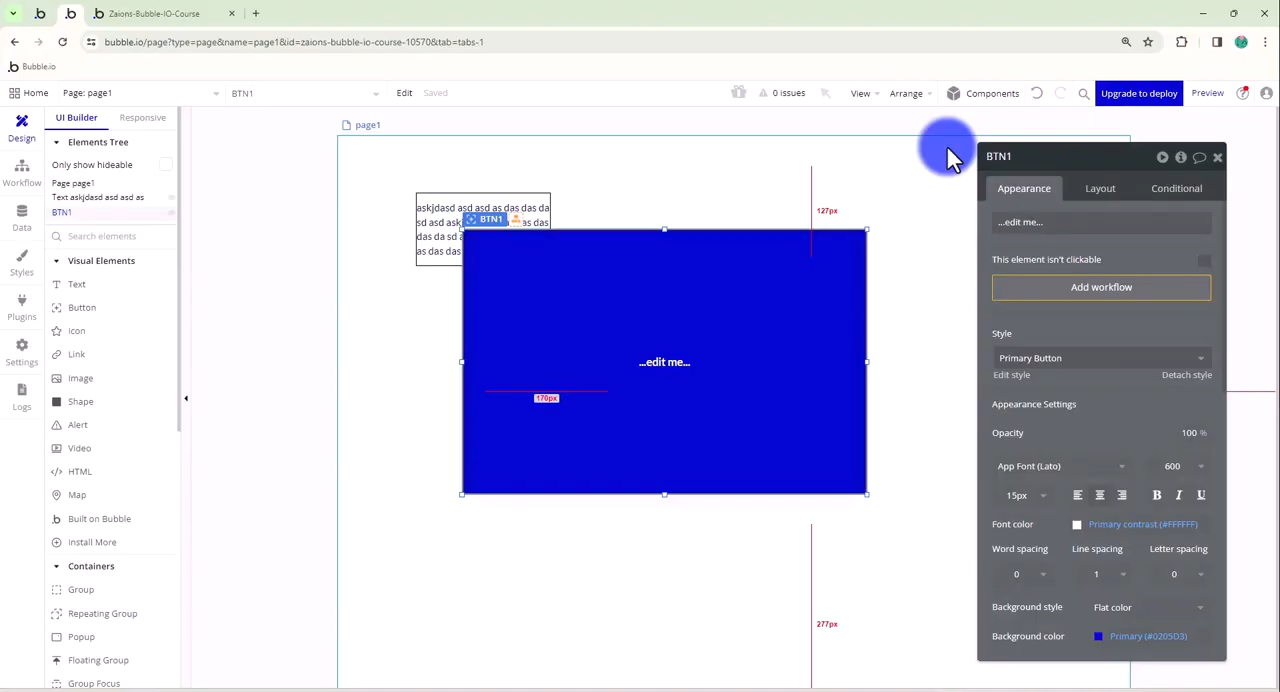 Zaions-Bubble-IO-Course
bubble.io/page?type=page&name=page1&id=zaions-bubble-io-course-10570&tab=tabs-1
Bubble.io
Home Page: page1 BTN1 Edit Saved 0 issues View Arrange Components Upgrade to deploy Preview
Design
Workflow
Data
Styles
Plugins
Settings
Logs
UI Builder Responsive
Elements Tree
Only show hideable
Page page1
Text askjdasd asd asd as
BTN1
Search elements
Visual Elements
Text
Button
Icon
Link
Image
Shape
Alert
Video
HTML
Map
Built on Bubble
Install More
Containers
Group
Repeating Group
Popup
Floating Group
Group Focus
page1
askjdasd asd asd as das das da
sd asd ask as das
das da sd a
as das das
BTN1
...edit me...
127px
170px
277px
BTN1
Appearance Layout Conditional
...edit me...
This element isn't clickable
Add workflow
Style
Primary Button
Edit style Detach style
Appearance Settings
Opacity 100 %
App Font (Lato) 600
15px B I U
Font color Primary contrast (#FFFFFF)
Word spacing Line spacing Letter spacing
0 1 0
Background style Flat color
Background color Primary (#0205D3)